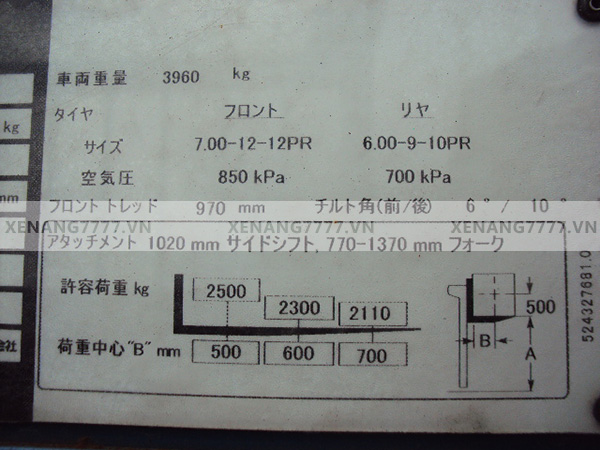 車両重量 3960 kg
タイヤ フロント リヤ
kg
サイズ 7.00-12-12PR 6.00-9-10PR
空気圧 850 kPa 700 kPa
mm
フロント トレッド 970 mm チルト角(前/後) 6 °/ 10 °
XENANG7777.VN XENANG7777.VN XENANG7777.VN
アタッチメント 1020 mm サイドシフト, 770-1370 mm フォーク
許容荷重 kg 2500 2300 2110
500
B A
荷重中心"B" mm 500 600 700
会社
524327681.0